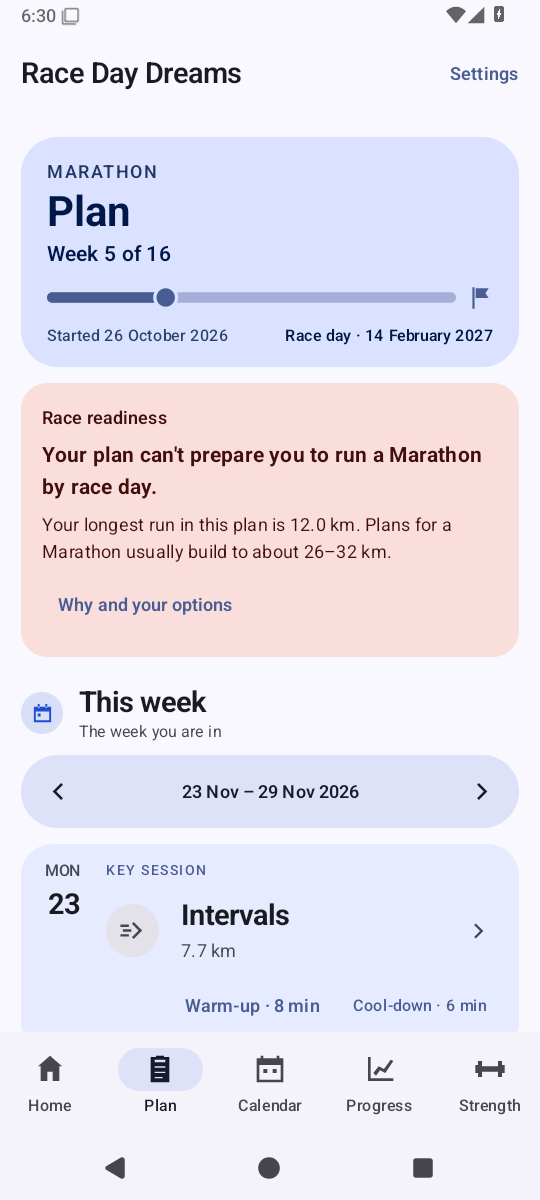 6:30
Race Day Dreams
Settings
MARATHON
Plan
Week 5 of 16
Started 26 October 2026
Race day · 14 February 2027
Race readiness
Your plan can't prepare you to run a Marathon
by race day.
Your longest run in this plan is 12.0 km. Plans for a
Marathon usually build to about 26–32 km.
Why and your options
This week
The week you are in
23 Nov – 29 Nov 2026
MON
23
KEY SESSION
Intervals
7.7 km
Warm-up · 8 min
Cool-down · 6 min
Home
Plan
Calendar
Progress
Strength